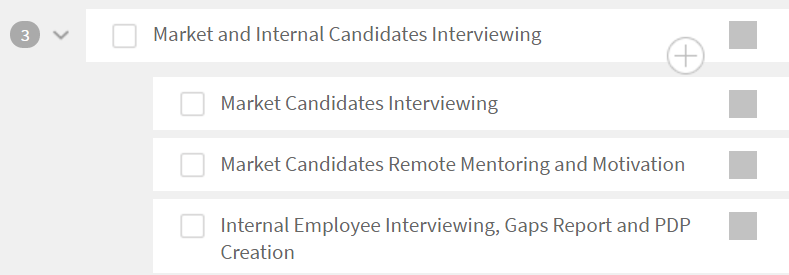 3
Market and Internal Candidates Interviewing
Market Candidates Interviewing
Market Candidates Remote Mentoring and Motivation
Internal Employee Interviewing, Gaps Report and PDP
Creation